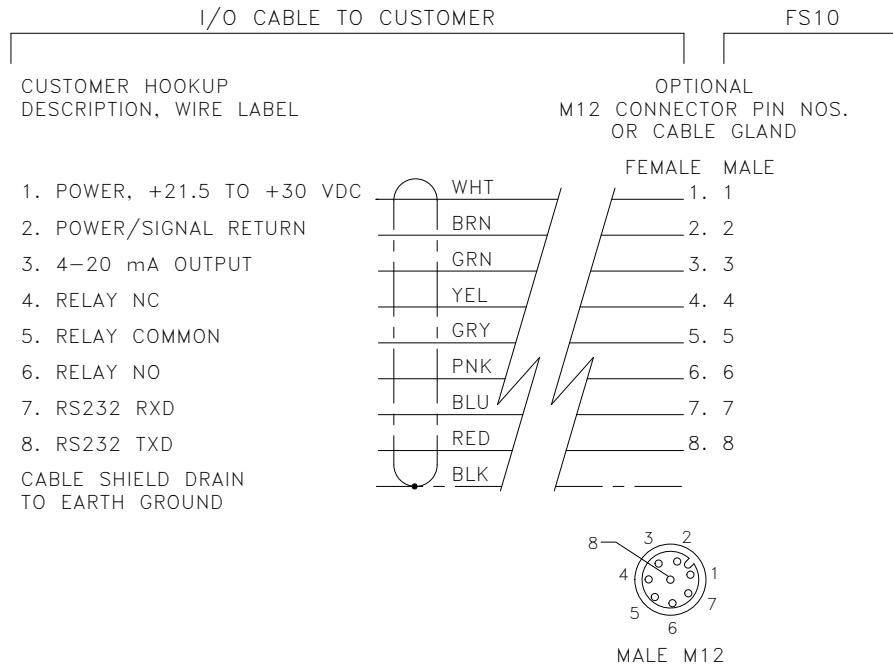 I/O CABLE TO CUSTOMER
FS10
CUSTOMER HOOKUP
DESCRIPTION, WIRE LABEL
OPTIONAL
M12 CONNECTOR PIN NOS.
OR CABLE GLAND
FEMALE MALE
1. POWER, +21.5 TO +30 VDC WHT 1. 1
2. POWER/SIGNAL RETURN BRN 2. 2
3. 4-20 mA OUTPUT GRN 3. 3
4. RELAY NC YEL 4. 4
5. RELAY COMMON GRY 5. 5
6. RELAY NO PNK 6. 6
7. RS232 RXD BLU 7. 7
8. RS232 TXD RED 8. 8
CABLE SHIELD DRAIN BLK
TO EARTH GROUND
3 2
8
4 1
5 7
6
MALE M12